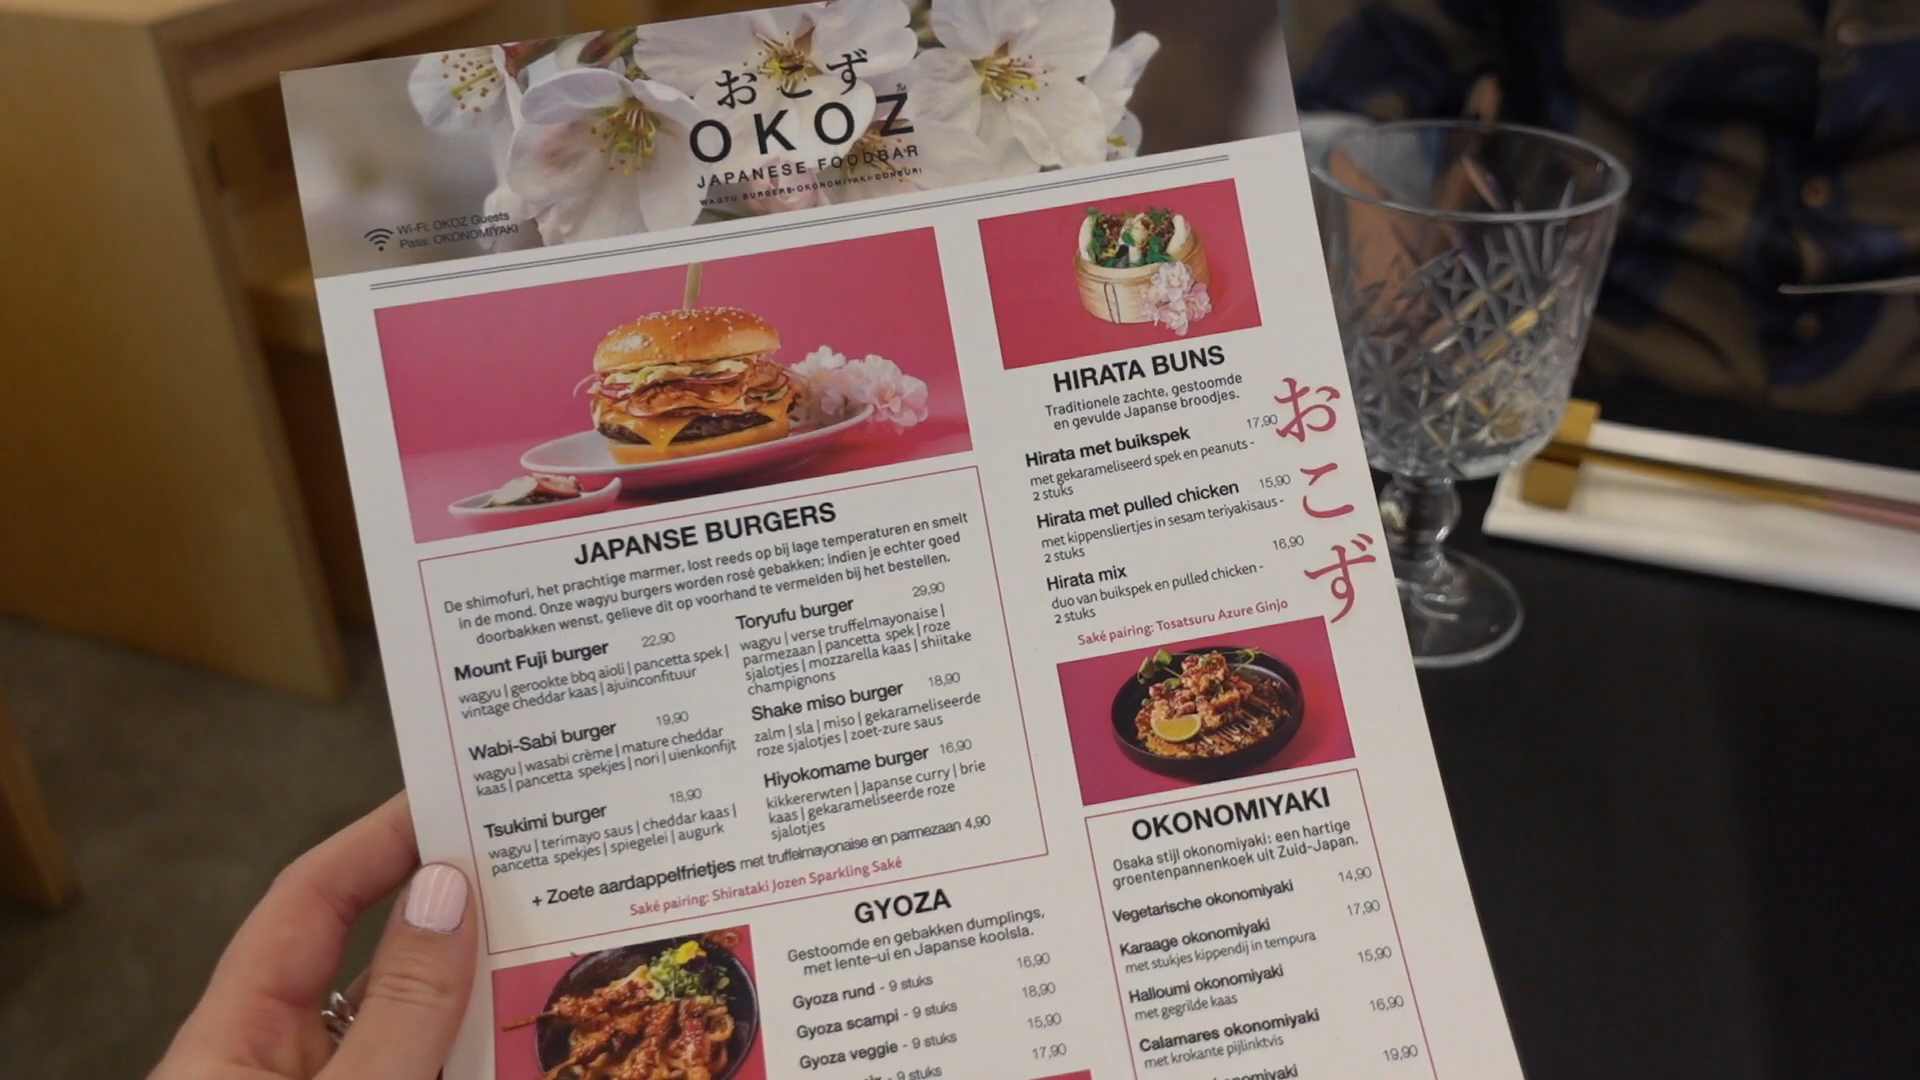 おこず
OKOZ
TM
JAPANESE FOODBAR
WAGYU BURGERS•OKONOMIYAKI•DONBURI
Wi-Fi: OKOZ Guests
Pass: OKONOMIYAKI
JAPANSE BURGERS
De shimofuri, het prachtige marmer, lost reeds op bij lage temperaturen en smelt
in de mond. Onze wagyu burgers worden rosé gebakken; indien je echter goed
doorbakken wenst, gelieve dit op voorhand te vermelden bij het bestellen.
Mount Fuji burger 22,90
wagyu | gerookte bbq aioli | pancetta spek |
vintage cheddar kaas | ajuinconfituur
Wabi-Sabi burger 19,90
wagyu | wasabi crème | mature cheddar
kaas | pancetta spekjes | nori | uienkonfijt
Tsukimi burger 18,90
wagyu | terimayo saus | cheddar kaas |
pancetta spekjes | spiegelei | augurk
Toryufu burger 29,90
wagyu | verse truffelmayonaise |
parmezaan | pancetta spek | roze
sjalotjes | mozzarella kaas | shiitake
champignons
Shake miso burger 18,90
zalm | sla | miso | gekarameliseerde
roze sjalotjes | zoet-zure saus
Hiyokomame burger 16,90
kikkererwten | Japanse curry | brie
kaas | gekarameliseerde roze
sjalotjes
+ Zoete aardappelfrietjes met truffelmayonaise en parmezaan 4,90
Saké pairing: Shirataki Jozen Sparkling Saké
GYOZA
Gestoomde en gebakken dumplings,
met lente-ui en Japanse koolsla.
Gyoza rund - 9 stuks 16,90
Gyoza scampi - 9 stuks 18,90
Gyoza veggie - 9 stuks 15,90
- 9 stuks 17,90
HIRATA BUNS
Traditionele zachte, gestoomde
en gevulde Japanse broodjes.
Hirata met buikspek 17,90
met gekarameliseerd spek en peanuts -
2 stuks
Hirata met pulled chicken 15,90
met kippensliertjes in sesam teriyakisaus -
2 stuks
Hirata mix 16,90
duo van buikspek en pulled chicken -
2 stuks
Saké pairing: Tosatsuru Azure Ginjo
おこず
OKONOMIYAKI
Osaka stijl okonomiyaki: een hartige
groentenpannenkoek uit Zuid-Japan.
Vegetarische okonomiyaki 14,90
Karaage okonomiyaki 17,90
met stukjes kippendij in tempura
Halloumi okonomiyaki 15,90
met gegrilde kaas
Calamares okonomiyaki 16,90
met krokante pijlinktvis
19,90